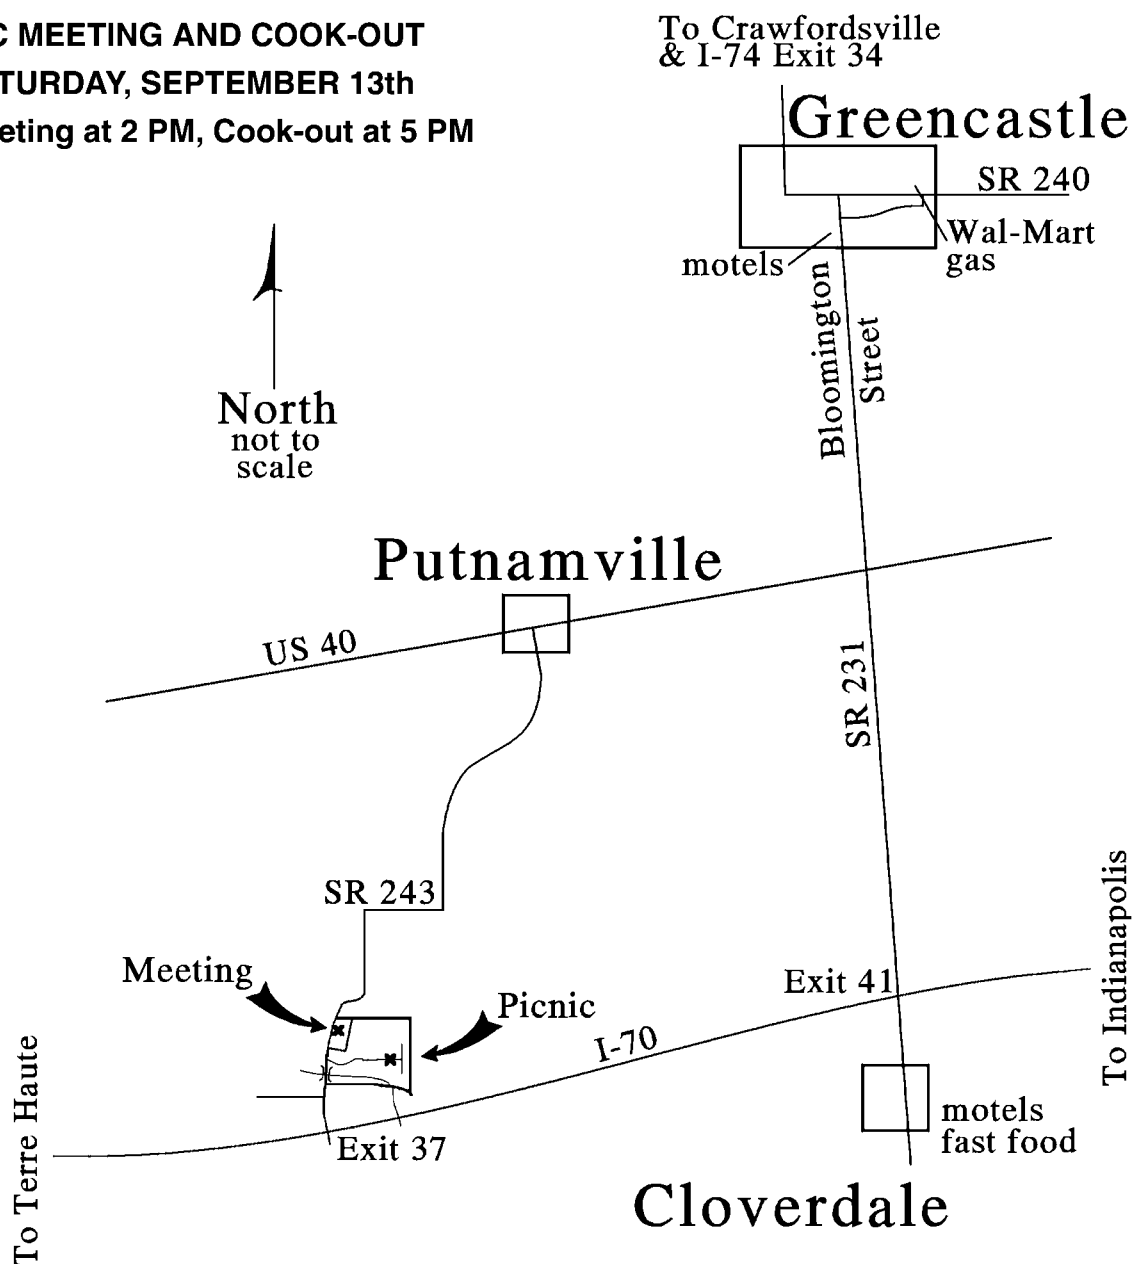 C MEETING AND COOK-OUT
TURDAY, SEPTEMBER 13th
eting at 2 PM, Cook-out at 5 PM
To Crawfordsville
& I-74 Exit 34
Greencastle
SR 240
Wal-Mart
gas
motels
Bloomington
Street
North
not to
scale
Putnamville
US 40
SR 231
SR 243
Meeting
Picnic
Exit 41
I-70
To Indianapolis
To Terre Haute
Exit 37
motels
fast food
Cloverdale